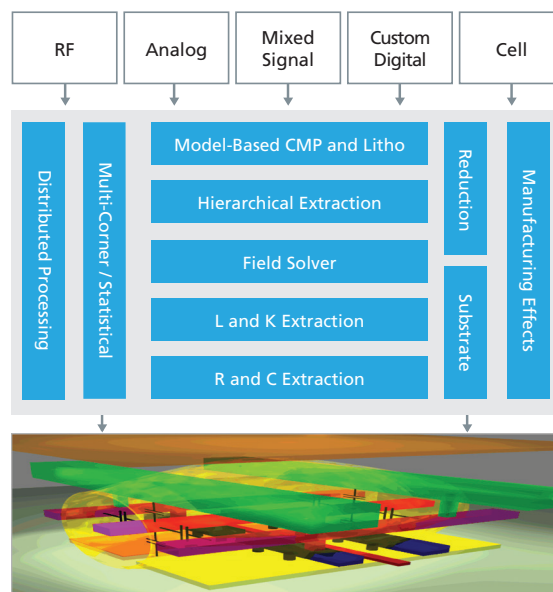 RF
Analog
Mixed
Signal
Custom
Digital
Cell
Distributed Processing
Multi-Corner / Statistical
Model-Based CMP and Litho
Hierarchical Extraction
Field Solver
L and K Extraction
R and C Extraction
Reduction
Substrate
Manufacturing Effects